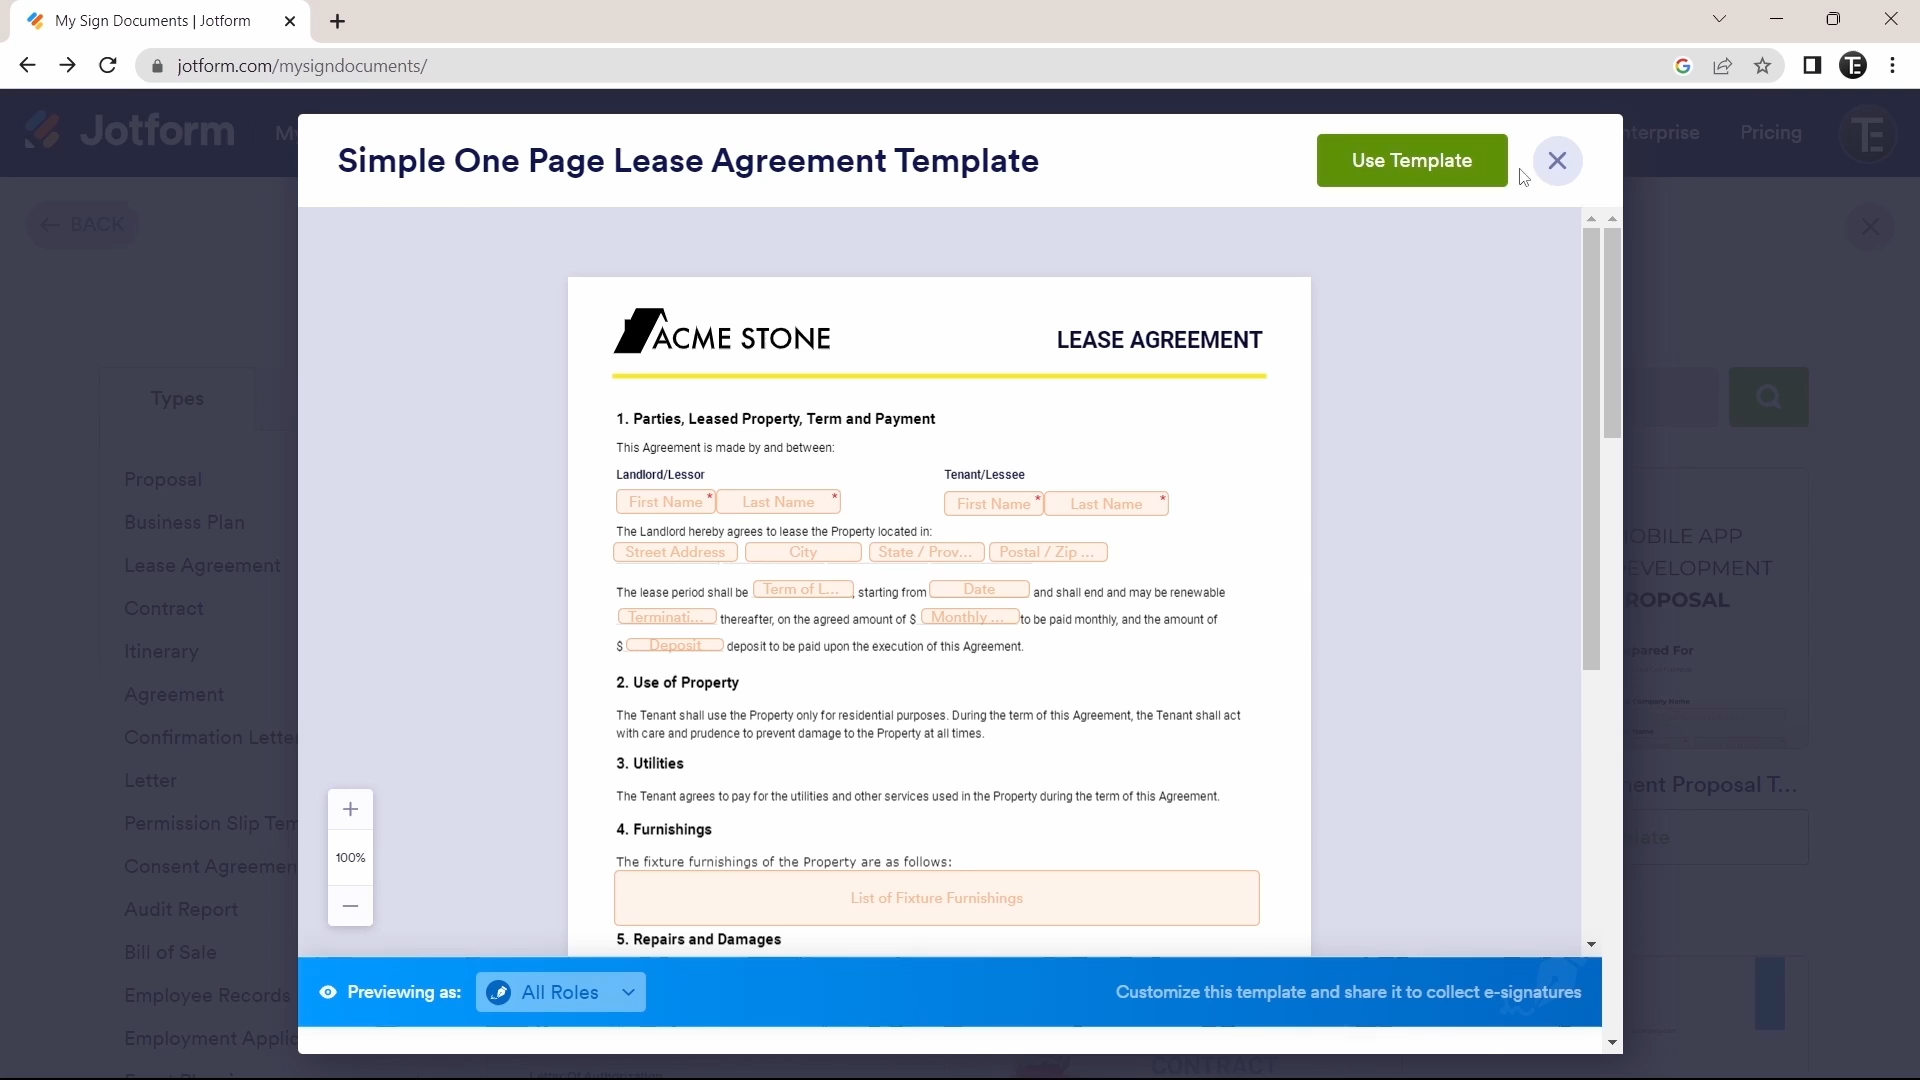 My Sign Documents | Jotform
jotform.com/mysigndocuments/
Jotform
Enterprise
Pricing
BACK
Simple One Page Lease Agreement Template
Use Template
Types
Proposal
Business Plan
Lease Agreement
Contract
Itinerary
Agreement
Confirmation Lette
Letter
Permission Slip Tem
Consent Agreemen
Audit Report
Bill of Sale
Employee Records
Employment Applic
ACME STONE
LEASE AGREEMENT
1. Parties, Leased Property, Term and Payment
This Agreement is made by and between:
Landlord/Lessor Tenant/Lessee
First Name* Last Name* First Name* Last Name*
The Landlord hereby agrees to lease the Property located in:
Street Address City State / Prov... Postal / Zip ...
The lease period shall be Term of L... , starting from Date and shall end and may be renewable
Terminati... thereafter, on the agreed amount of $ Monthly ... to be paid monthly, and the amount of
$ Deposit deposit to be paid upon the execution of this Agreement.
2. Use of Property
The Tenant shall use the Property only for residential purposes. During the term of this Agreement, the Tenant shall act
with care and prudence to prevent damage to the Property at all times.
3. Utilities
The Tenant agrees to pay for the utilities and other services used in the Property during the term of this Agreement.
4. Furnishings
The fixture furnishings of the Property are as follows:
List of Fixture Furnishings
5. Repairs and Damages
100%
Previewing as: All Roles
Customize this template and share it to collect e-signatures
OBILE APP
EVELOPMENT
ROPOSAL
pared For
ent Proposal T...
late
CONTRACT
Letter Of Authorization